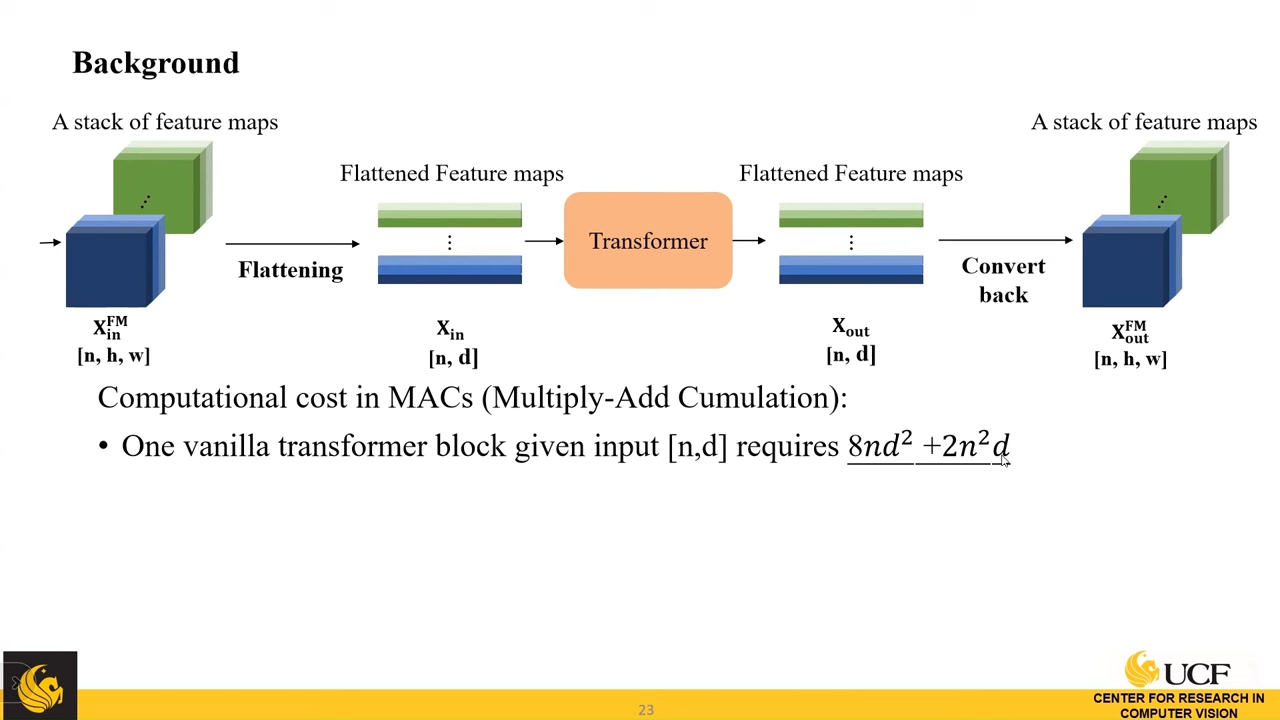 Background
A stack of feature maps
A stack of feature maps
Flattened Feature maps
Flattened Feature maps
Transformer
Flattening
Convert
back
X_in^FM
[n, h, w]
X_in
[n, d]
X_out
[n, d]
X_out^FM
[n, h, w]
Computational cost in MACs (Multiply-Add Cumulation):
• One vanilla transformer block given input [n,d] requires 8nd² +2n²d
23
UCF
CENTER FOR RESEARCH IN
COMPUTER VISION